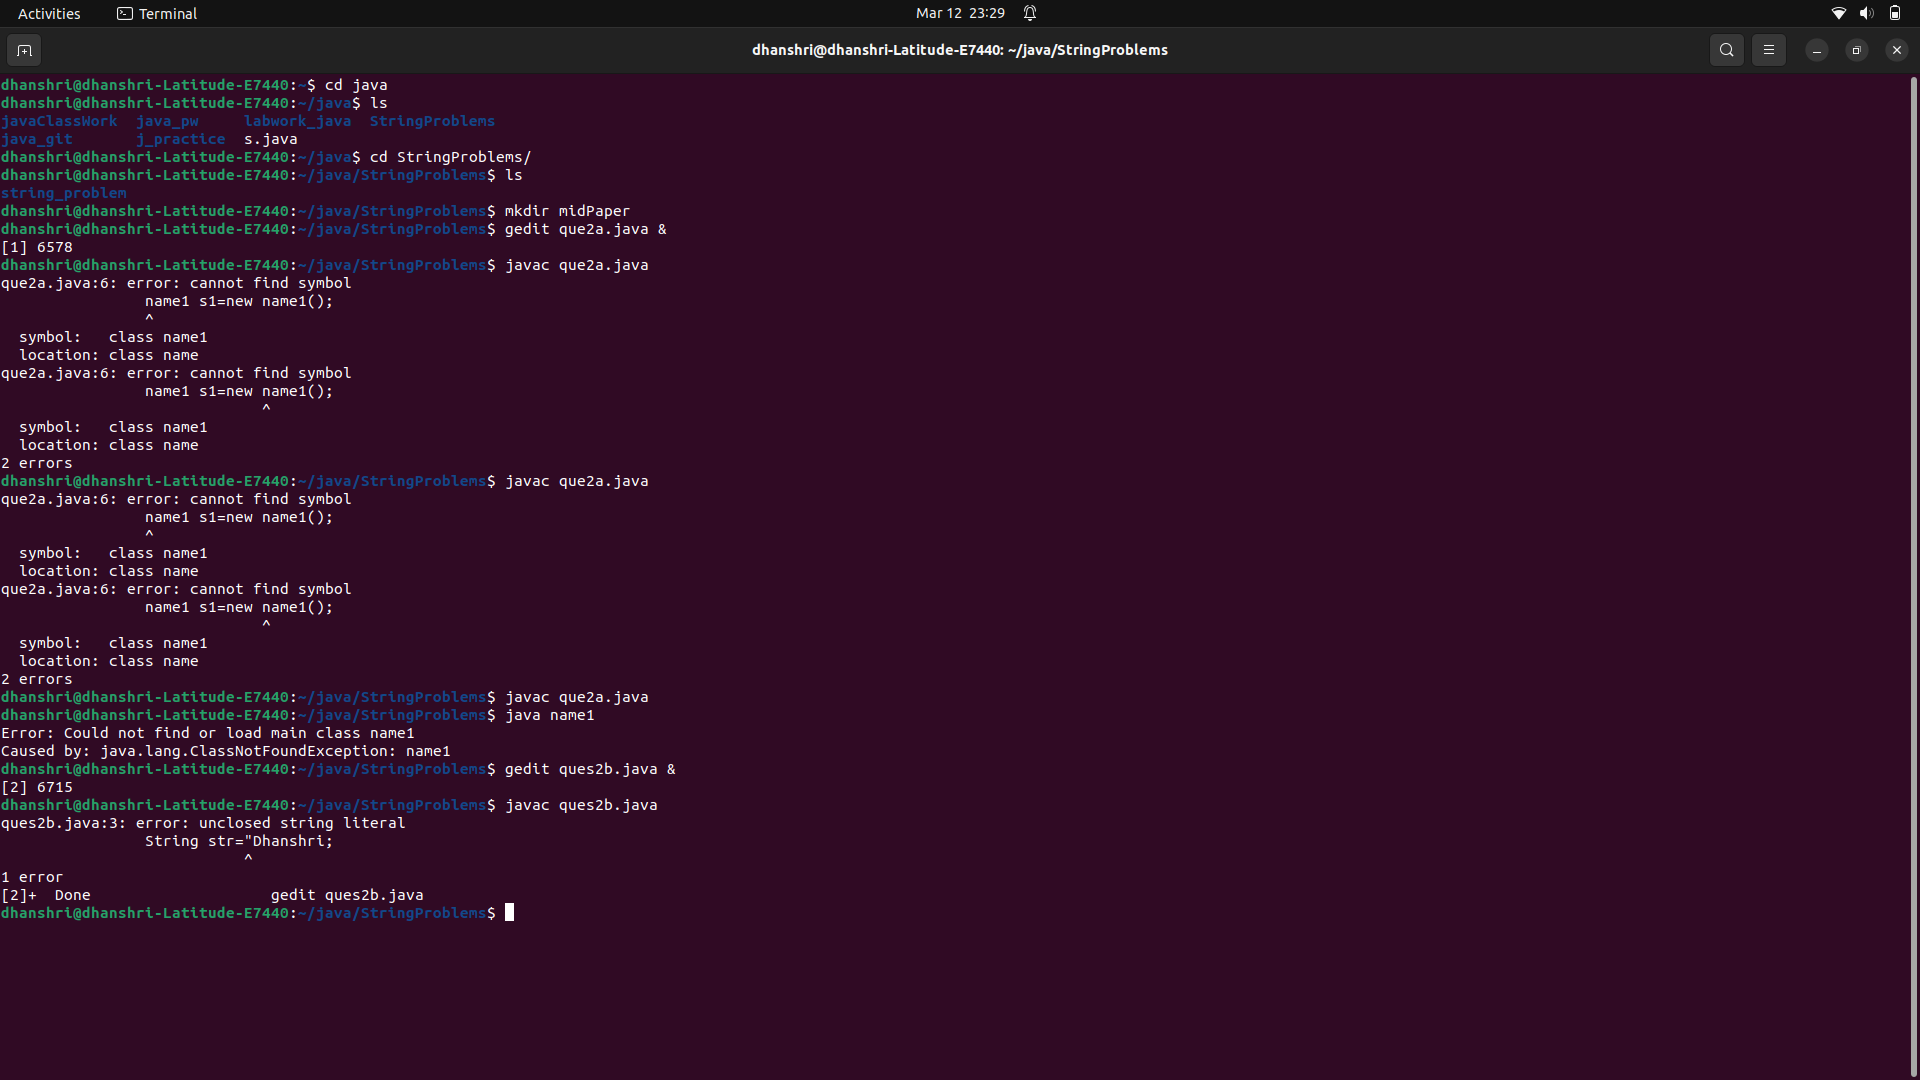 Activities Terminal Mar 12 23:29
dhanshri@dhanshri-Latitude-E7440: ~/java/StringProblems
dhanshri@dhanshri-Latitude-E7440:~$ cd java
dhanshri@dhanshri-Latitude-E7440:~/java$ ls
javaClassWork  java_pw     labwork_java  StringProblems
java_git       j_practice  s.java
dhanshri@dhanshri-Latitude-E7440:~/java$ cd StringProblems/
dhanshri@dhanshri-Latitude-E7440:~/java/StringProblems$ ls
string_problem
dhanshri@dhanshri-Latitude-E7440:~/java/StringProblems$ mkdir midPaper
dhanshri@dhanshri-Latitude-E7440:~/java/StringProblems$ gedit que2a.java &
[1] 6578
dhanshri@dhanshri-Latitude-E7440:~/java/StringProblems$ javac que2a.java
que2a.java:6: error: cannot find symbol
                name1 s1=new name1();
                ^
  symbol:   class name1
  location: class name
que2a.java:6: error: cannot find symbol
                name1 s1=new name1();
                             ^
  symbol:   class name1
  location: class name
2 errors
dhanshri@dhanshri-Latitude-E7440:~/java/StringProblems$ javac que2a.java
que2a.java:6: error: cannot find symbol
                name1 s1=new name1();
                ^
  symbol:   class name1
  location: class name
que2a.java:6: error: cannot find symbol
                name1 s1=new name1();
                             ^
  symbol:   class name1
  location: class name
2 errors
dhanshri@dhanshri-Latitude-E7440:~/java/StringProblems$ javac que2a.java
dhanshri@dhanshri-Latitude-E7440:~/java/StringProblems$ java name1
Error: Could not find or load main class name1
Caused by: java.lang.ClassNotFoundException: name1
dhanshri@dhanshri-Latitude-E7440:~/java/StringProblems$ gedit ques2b.java &
[2] 6715
dhanshri@dhanshri-Latitude-E7440:~/java/StringProblems$ javac ques2b.java
ques2b.java:3: error: unclosed string literal
                String str="Dhanshri;
                           ^
1 error
[2]+  Done                    gedit ques2b.java
dhanshri@dhanshri-Latitude-E7440:~/java/StringProblems$